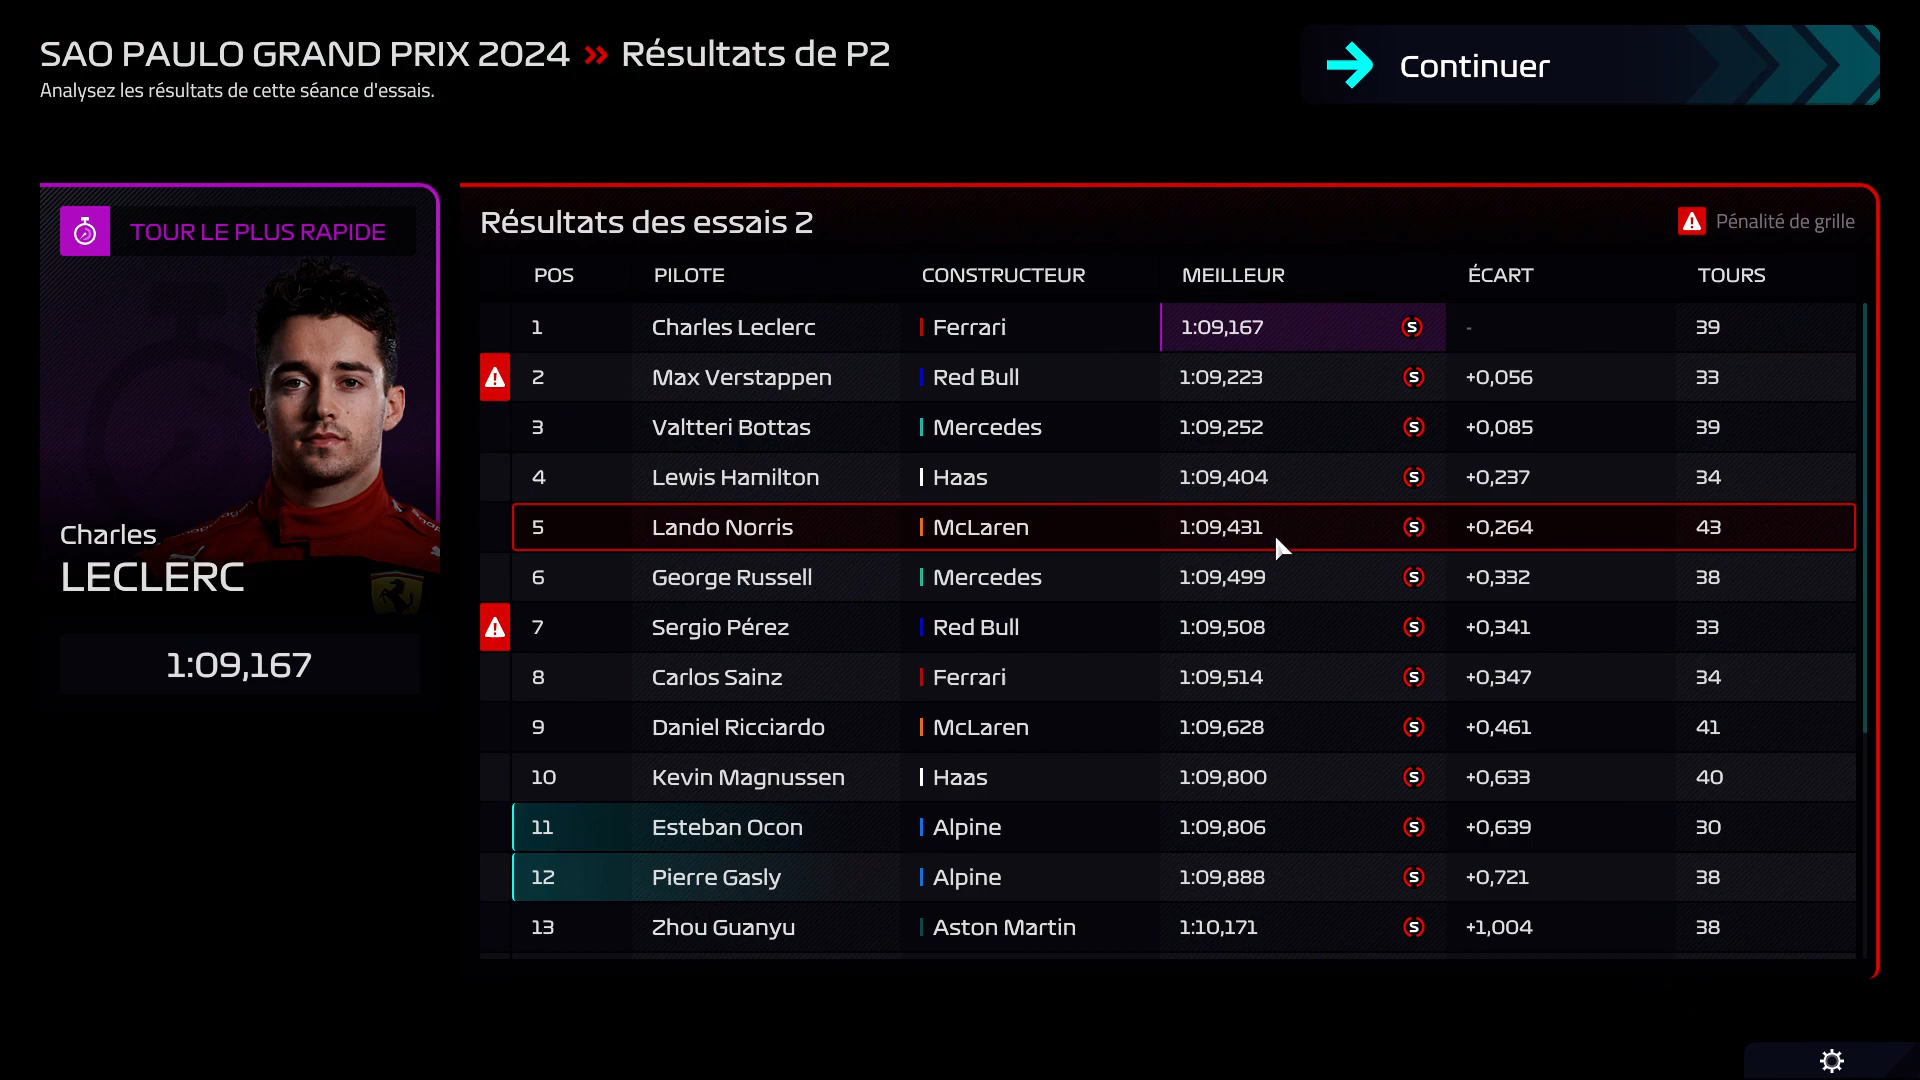 SAO PAULO GRAND PRIX 2024 » Résultats de P2
Analysez les résultats de cette séance d'essais.
Continuer
TOUR LE PLUS RAPIDE
Charles
LECLERC
1:09,167
Résultats des essais 2
Pénalité de grille
POS PILOTE CONSTRUCTEUR MEILLEUR ÉCART TOURS
1 Charles Leclerc Ferrari 1:09,167 S - 39
2 Max Verstappen Red Bull 1:09,223 S +0,056 33
3 Valtteri Bottas Mercedes 1:09,252 S +0,085 39
4 Lewis Hamilton Haas 1:09,404 S +0,237 34
5 Lando Norris McLaren 1:09,431 S +0,264 43
6 George Russell Mercedes 1:09,499 S +0,332 38
7 Sergio Pérez Red Bull 1:09,508 S +0,341 33
8 Carlos Sainz Ferrari 1:09,514 S +0,347 34
9 Daniel Ricciardo McLaren 1:09,628 S +0,461 41
10 Kevin Magnussen Haas 1:09,800 S +0,633 40
11 Esteban Ocon Alpine 1:09,806 S +0,639 30
12 Pierre Gasly Alpine 1:09,888 S +0,721 38
13 Zhou Guanyu Aston Martin 1:10,171 S +1,004 38